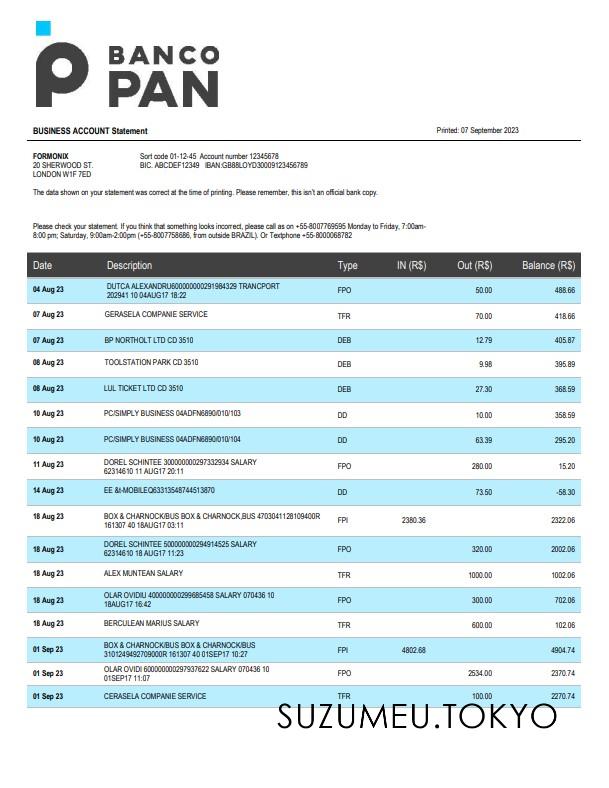 BANCO
PAN
BUSINESS ACCOUNT Statement Printed: 07 September 2023
FORMONIX Sort code 01-12-45 Account number 12345678
20 SHERWOOD ST. BIC. ABCDEF12349 IBAN:GB88LOYD30009123456789
LONDON W1F 7ED
The data shown on your statement was correct at the time of printing. Please remember, this isn't an official bank copy.
Please check your statement. If you think that something looks incorrect, please call as on +55-8007769595 Monday to Friday, 7:00am-
8:00 pm; Saturday, 9:00am-2:00pm (+55-8007758686, from outside BRAZIL). Or Textphone +55-8000068782
Date Description Type IN (R$) Out (R$) Balance (R$)
04 Aug 23 DUTCA ALEXANDRU600000000291984329 TRANCPORT
202941 10 04AUG17 18:22 FPO 50.00 488.66
07 Aug 23 GERASELA COMPANIE SERVICE TFR 70.00 418.66
07 Aug 23 BP NORTHOLT LTD CD 3510 DEB 12.79 405.87
08 Aug 23 TOOLSTATION PARK CD 3510 DEB 9.98 395.89
08 Aug 23 LUL TICKET LTD CD 3510 DEB 27.30 368.59
10 Aug 23 PC/SIMPLY BUSINESS 04ADFN6890/010/103 DD 10.00 358.59
10 Aug 23 PC/SIMPLY BUSINESS 04ADFN6890/010/104 DD 63.39 295.20
11 Aug 23 DOREL SCHINTEE 300000000297332934 SALARY
62314610 11 AUG17 20:11 FPO 280.00 15.20
14 Aug 23 EE &t-MOBILEQ63313548744513870 DD 73.50 -58.30
18 Aug 23 BOX & CHARNOCK/BUS BOX & CHARNOCK,BUS 4703041128109400R
161307 40 18AUG17 03:11 FPI 2380.36 2322.06
18 Aug 23 DOREL SCHINTEE 500000000294914525 SALARY
62314610 18 AUG17 11:23 FPO 320.00 2002.06
18 Aug 23 ALEX MUNTEAN SALARY TFR 1000.00 1002.06
18 Aug 23 OLAR OVIDIU 400000000299685458 SALARY 070436 10
18AUG17 16:42 FPO 300.00 702.06
18 Aug 23 BERCULEAN MARIUS SALARY TFR 600.00 102.06
01 Sep 23 BOX & CHARNOCK/BUS BOX & CHARNOCK/BUS
3101249492709000R 161307 40 01SEP17 10:27 FPI 4802.68 4904.74
01 Sep 23 OLAR OVIDI 600000000297937622 SALARY 070436 10
01SEP17 11:07 FPO 2534.00 2370.74
01 Sep 23 CERASELA COMPANIE SERVICE TFR 100.00 2270.74
SUZUMEU.TOKYO